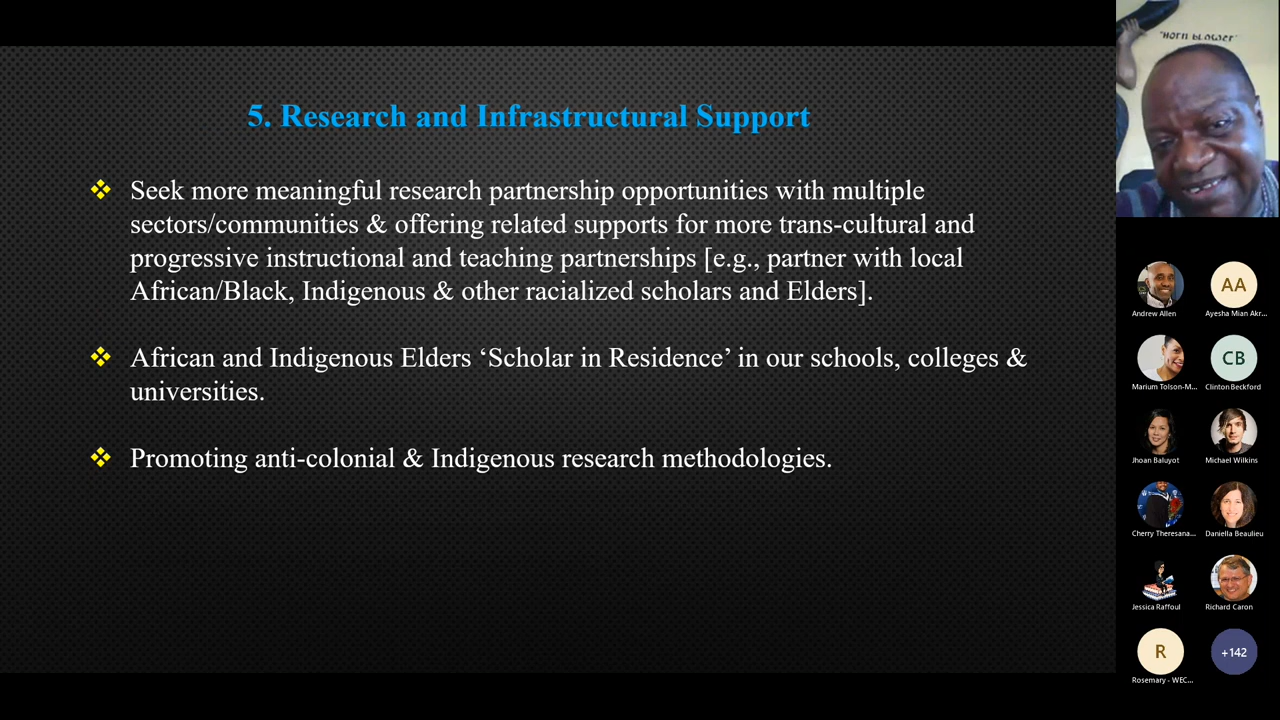 5. Research and Infrastructural Support
Seek more meaningful research partnership opportunities with multiple
sectors/communities & offering related supports for more trans-cultural and
progressive instructional and teaching partnerships [e.g., partner with local
African/Black, Indigenous & other racialized scholars and Elders].
African and Indigenous Elders ‘Scholar in Residence’ in our schools, colleges &
universities.
Promoting anti-colonial & Indigenous research methodologies.
"HORN BLOWER"
Andrew Allen
AA
Ayesha Mian Akr...
Marium Tolson-M...
CB
Clinton Beckford
Jhoan Baluyot
Michael Wilkins
Cherry Theresana...
Daniella Beaulieu
Jessica Raffoul
Richard Caron
R
Rosemary - WEC...
+142